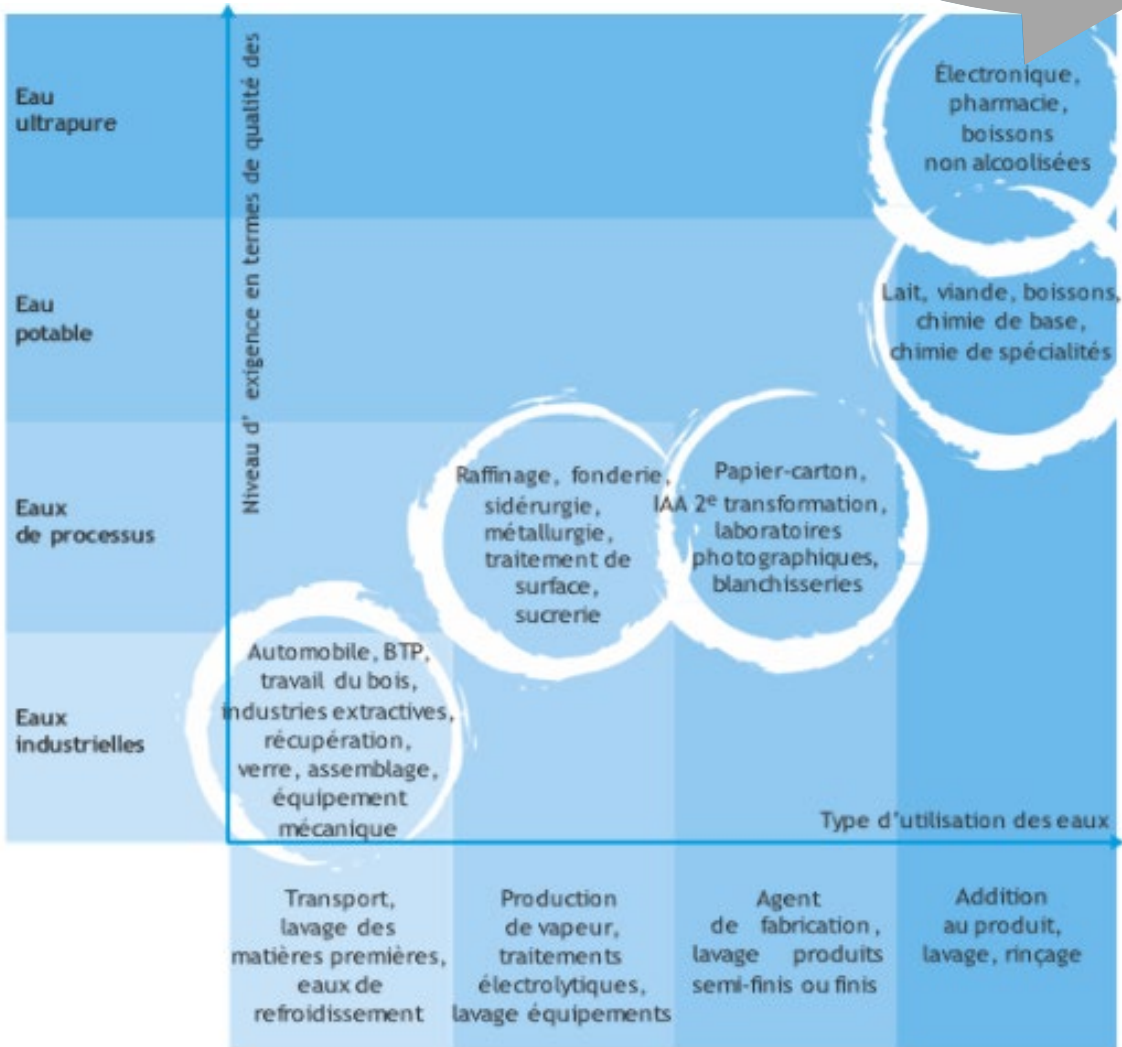 Niveau d' exigence en termes de qualité des
Eau
ultrapure
Électronique,
pharmacie,
boissons
non alcoolisées
Eau
potable
Lait, viande, boissons,
chimie de base,
chimie de spécialités
Eaux
de processus
Raffinage, fonderie,
sidérurgie,
métallurgie,
traitement de
surface,
sucrerie
Papier-carton,
IAA 2e transformation,
laboratoires
photographiques,
blanchisseries
Eaux
industrielles
Automobile, BTP,
travail du bois,
industries extractives,
récupération,
verre, assemblage,
équipement
mécanique
Type d'utilisation des eaux
Transport,
lavage des
matières premières,
eaux de
refroidissement
Production
de vapeur,
traitements
électrolytiques,
lavage équipements
Agent
de fabrication,
lavage produits
semi-finis ou finis
Addition
au produit,
lavage, rinçage